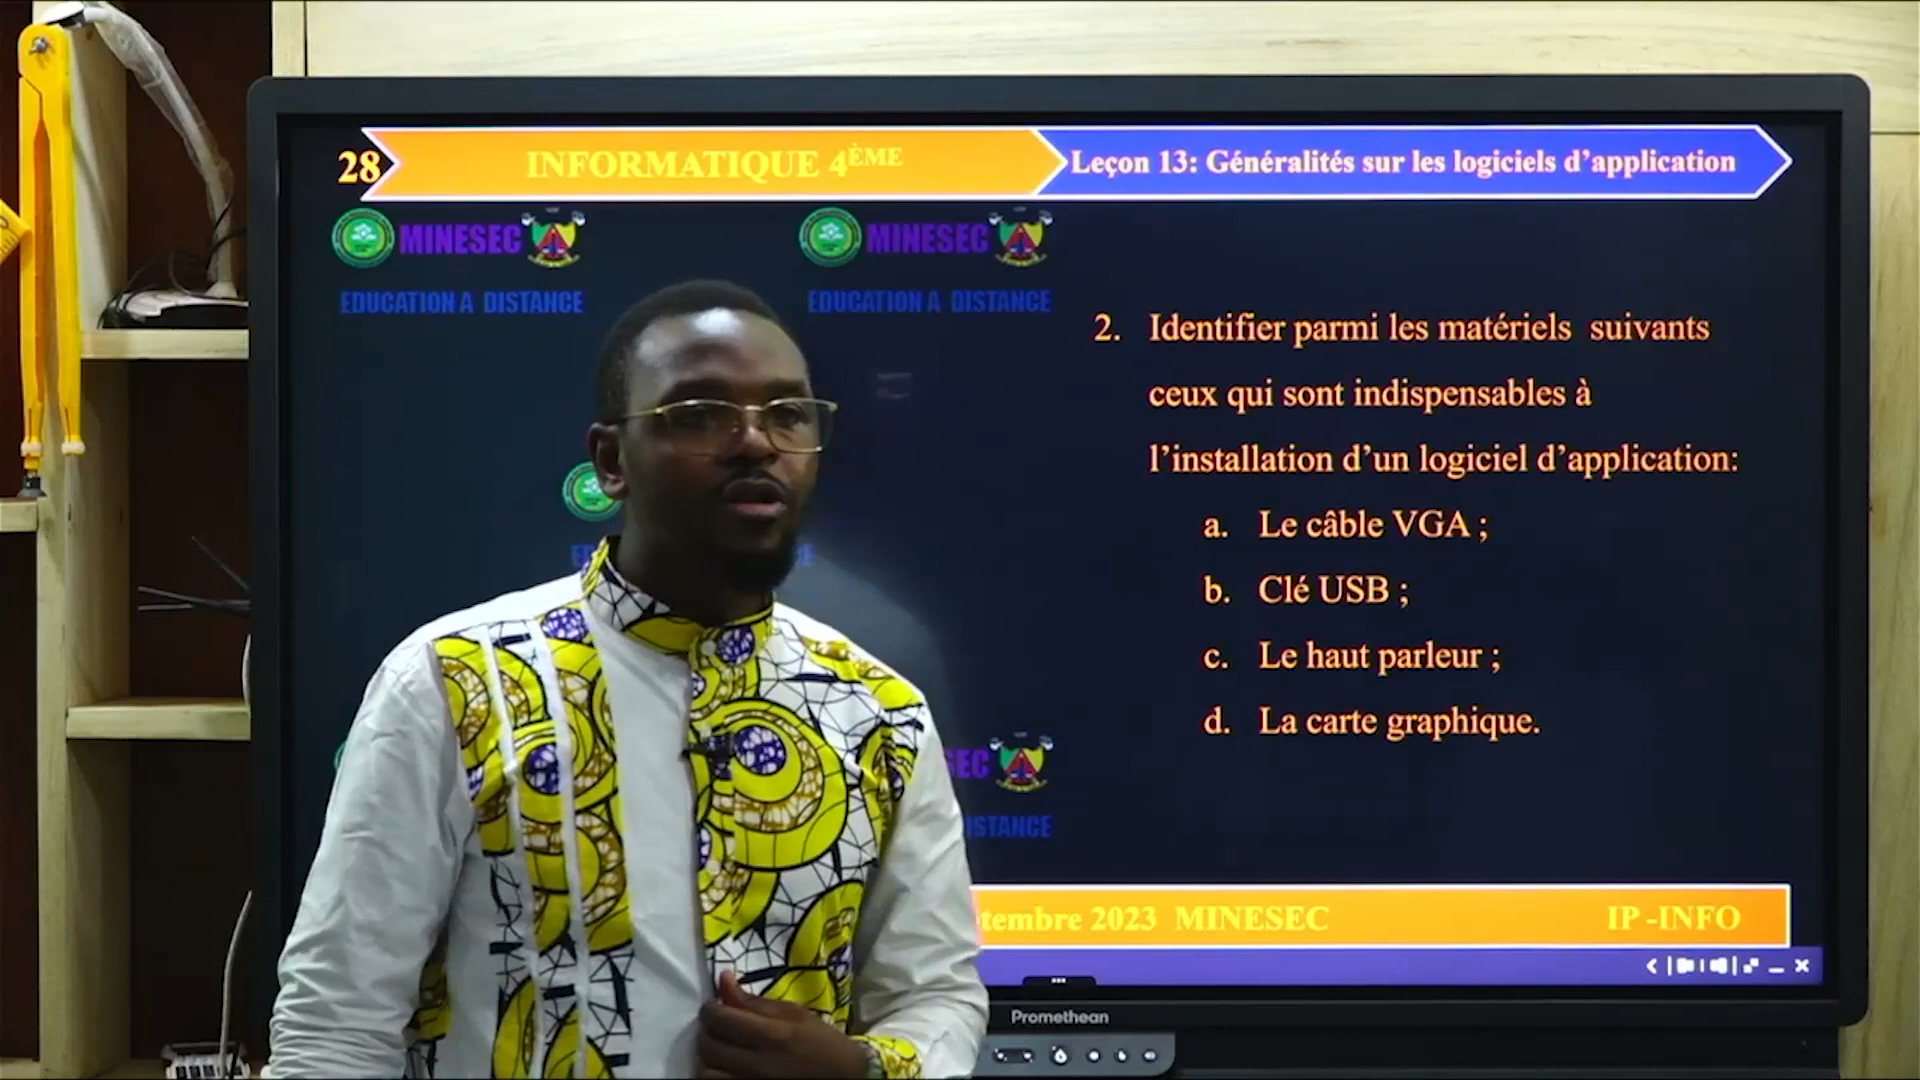 28
INFORMATIQUE 4ÈME
Leçon 13: Généralités sur les logiciels d’application
MINESEC
MINESEC
EDUCATION A DISTANCE
EDUCATION A DISTANCE
2. Identifier parmi les matériels suivants
ceux qui sont indispensables à
l’installation d’un logiciel d’application:
a. Le câble VGA ;
b. Clé USB ;
c. Le haut parleur ;
d. La carte graphique.
tembre 2023 MINESEC
IP -INFO
Promethean